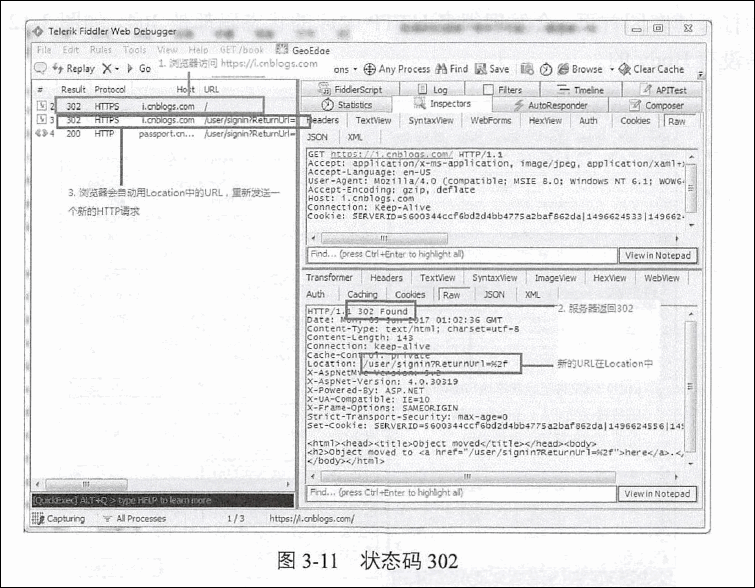 Telerik Fiddler Web Debugger
File Edit Rules Tools View Help GET /book GeoEdge
1. 浏览器访问 https://i.cnblogs.com
Replay X Go ons Any Process Find Save Browse Clear Cache
# Result Protocol Host URL
2 302 HTTPS i.cnblogs.com /
3 302 HTTPS i.cnblogs.com /user/signin?ReturnUrl=
4 200 HTTP passport.cn... /user/signin?ReturnUrl=
3. 浏览器会自动用Location中的URL，重新发送一
个新的HTTP请求
FiddlerScript Log Filters Timeline APITest
Statistics Inspectors AutoResponder Composer
Headers TextView SyntaxView WebForms HexView Auth Cookies Raw
JSON XML
GET https://i.cnblogs.com/ HTTP/1.1
Accept: application/x-ms-application, image/jpeg, application/xaml+x
Accept-Language: en-US
User-Agent: Mozilla/4.0 (compatible; MSIE 8.0; Windows NT 6.1; WOW6
Accept-Encoding: gzip, deflate
Host: i.cnblogs.com
Connection: Keep-Alive
Cookie: SERVERID=5600344ccf6bd2d4bb4775a2baf862da|1496624533|149662
Find... (press Ctrl+Enter to highlight all) View in Notepad
Transformer Headers TextView SyntaxView ImageView HexView WebView
Auth Caching Cookies Raw JSON XML
HTTP/1.1 302 Found
2. 服务器返回302
Date: Mon, 05 Jun 2017 01:02:36 GMT
Content-Type: text/html; charset=utf-8
Content-Length: 143
Connection: keep-alive
Cache-Control: private
Location: /user/signin?ReturnUrl=%2f
新的URL在Location中
X-AspNetMvc-Version:
X-AspNet-Version: 4.0.30319
X-Powered-By: ASP.NET
X-UA-Compatible: IE=10
X-Frame-Options: SAMEORIGIN
Strict-Transport-Security: max-age=0
Set-Cookie: SERVERID=5600344ccf6bd2d4bb4775a2baf862da|1496624556|14
<html><head><title>Object moved</title></head><body>
<h2>Object moved to <a href="/user/signin?ReturnUrl=%2f">here</a>.<
</body></html>
Find... (press Ctrl+Enter to highlight all) View in Notepad
[QuickExec] ALT+Q > type HELP to learn more
Capturing All Processes 1 / 3 https://i.cnblogs.com/
图 3-11 状态码 302